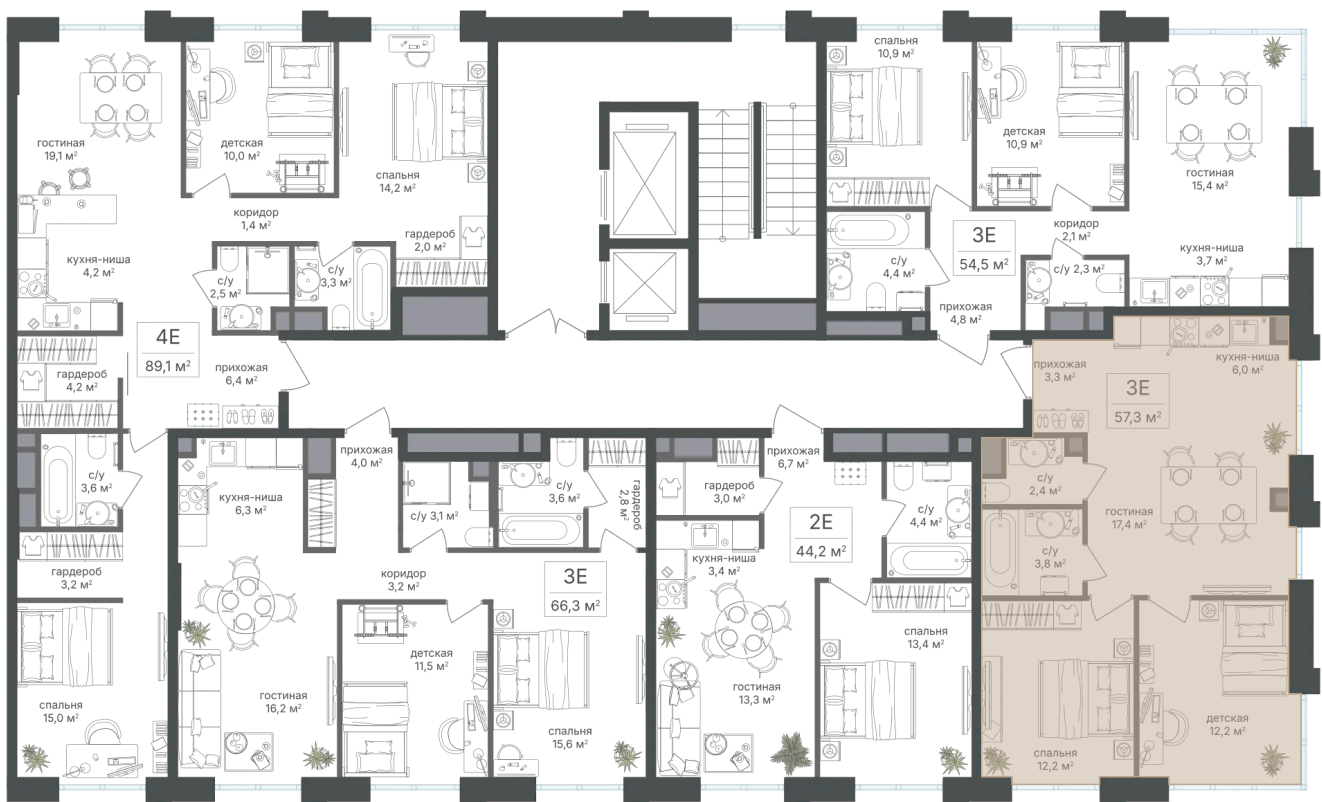 гостиная
19,1 м²
детская
10,0 м²
спальня
14,2 м²
коридор
1,4 м²
гардероб
2,0 м²
кухня-ниша
4,2 м²
с/у
2,5 м²
с/у
3,3 м²
4Е
89,1 м²
прихожая
6,4 м²
гардероб
4,2 м²
с/у
3,6 м²
гардероб
3,2 м²
спальня
15,0 м²
спальня
10,9 м²
детская
10,9 м²
гостиная
15,4 м²
коридор
2,1 м²
3Е
54,5 м²
с/у
4,4 м²
с/у 2,3 м²
кухня-ниша
3,7 м²
прихожая
4,8 м²
прихожая
3,3 м²
3Е
57,3 м²
кухня-ниша
6,0 м²
с/у
2,4 м²
гостиная
17,4 м²
с/у
3,8 м²
спальня
12,2 м²
детская
12,2 м²
прихожая
4,0 м²
кухня-ниша
6,3 м²
с/у 3,1 м²
с/у
3,6 м²
гардероб
2,8 м²
коридор
3,2 м²
3Е
66,3 м²
детская
11,5 м²
гостиная
16,2 м²
спальня
15,6 м²
прихожая
6,7 м²
гардероб
3,0 м²
2Е
44,2 м²
с/у
4,4 м²
кухня-ниша
3,4 м²
гостиная
13,3 м²
спальня
13,4 м²